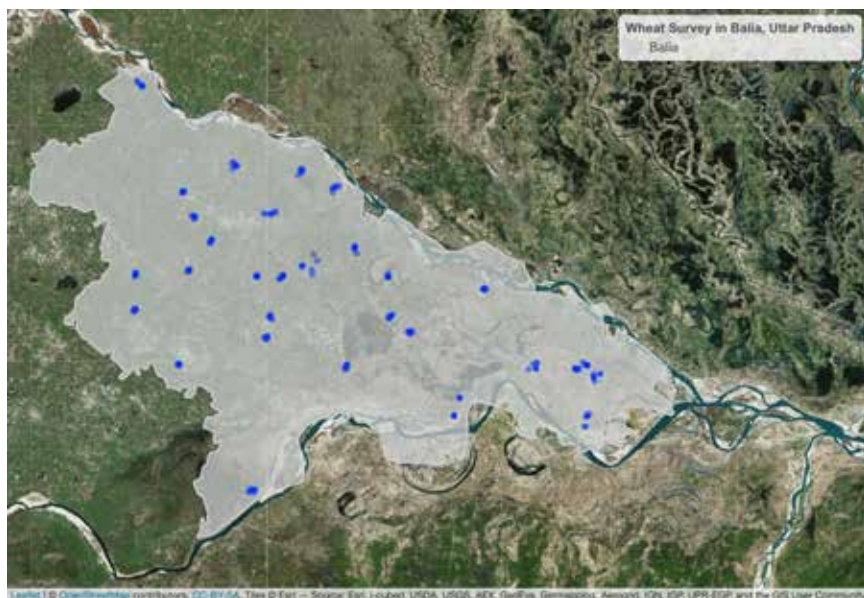 Wheat Survey in Balia, Uttar Pradesh
Balia
Leaflet | © OpenStreetMap contributors, CC-BY-SA, Tiles © Esri — Source: Esri, i-cubed, USDA, USGS, AEX, GeoEye, Getmapping, Aerogrid, IGN, IGP, UPR-EGP, and the GIS User Communit